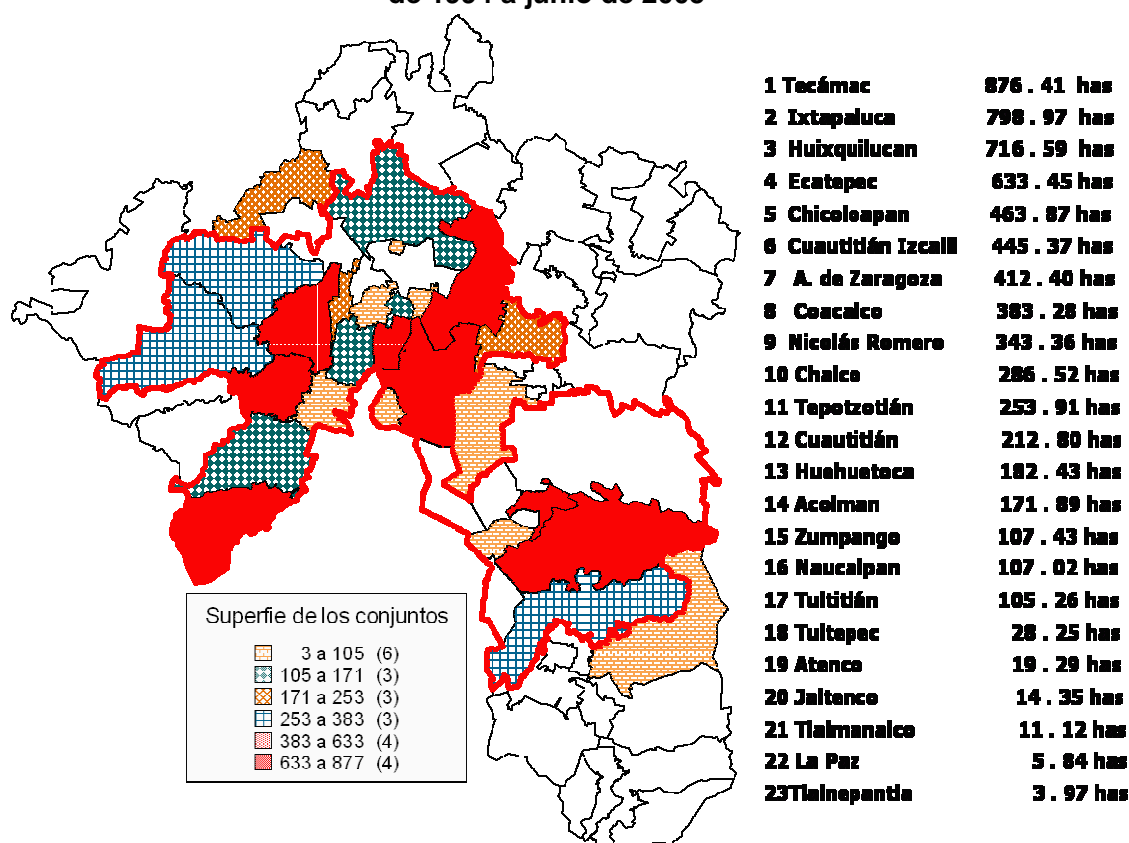 1 Tecámac 876 . 41 has
2 Ixtapaluca 798 . 97 has
3 Huixquilucan 716 . 59 has
4 Ecatepec 633 . 45 has
5 Chicoloapan 463 . 87 has
6 Cuautitlán Izcalli 445 . 37 has
7 A. de Zaragoza 412 . 40 has
8 Coacalco 383 . 28 has
9 Nicolás Romero 343 . 36 has
10 Chalco 286 . 52 has
11 Tepotzotlán 253 . 91 has
12 Cuautitlán 212 . 80 has
13 Huehuetoca 182 . 43 has
14 Acolman 171 . 89 has
15 Zumpango 107 . 43 has
16 Naucalpan 107 . 02 has
17 Tultitlán 105 . 26 has
18 Tultepec 28 . 25 has
19 Atenco 19 . 29 has
20 Jaltenco 14 . 35 has
21 Tlalmanalco 11 . 12 has
22 La Paz 5 . 84 has
23Tlalnepantla 3 . 97 has
Superfie de los conjuntos
3 a 105 (6)
105 a 171 (3)
171 a 253 (3)
253 a 383 (3)
383 a 633 (4)
633 a 877 (4)